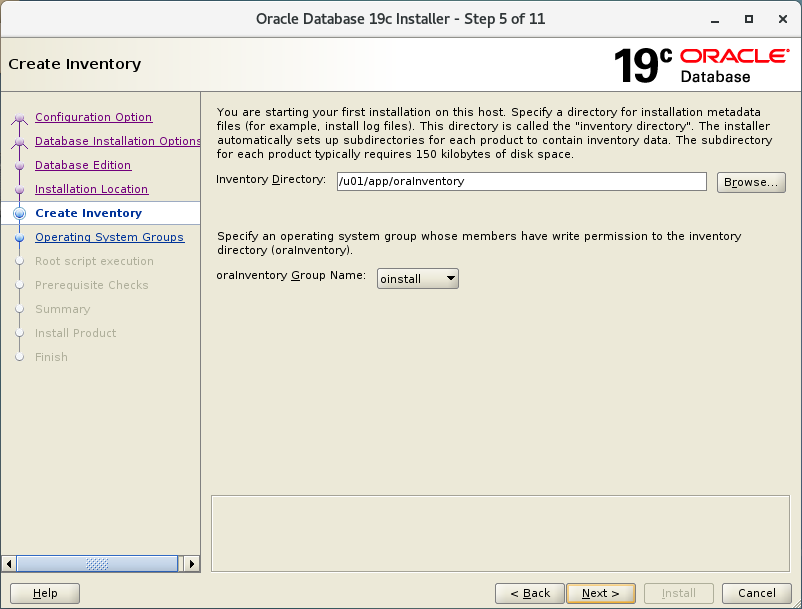 Oracle Database 19c Installer - Step 5 of 11
Create Inventory
19c ORACLE
Database
Configuration Option
Database Installation Options
Database Edition
Installation Location
Create Inventory
Operating System Groups
Root script execution
Prerequisite Checks
Summary
Install Product
Finish
You are starting your first installation on this host. Specify a directory for installation metadata
files (for example, install log files). This directory is called the "inventory directory". The installer
automatically sets up subdirectories for each product to contain inventory data. The subdirectory
for each product typically requires 150 kilobytes of disk space.
Inventory Directory: /u01/app/oraInventory Browse...
Specify an operating system group whose members have write permission to the inventory
directory (oraInventory).
oraInventory Group Name: oinstall
Help < Back Next > Install Cancel